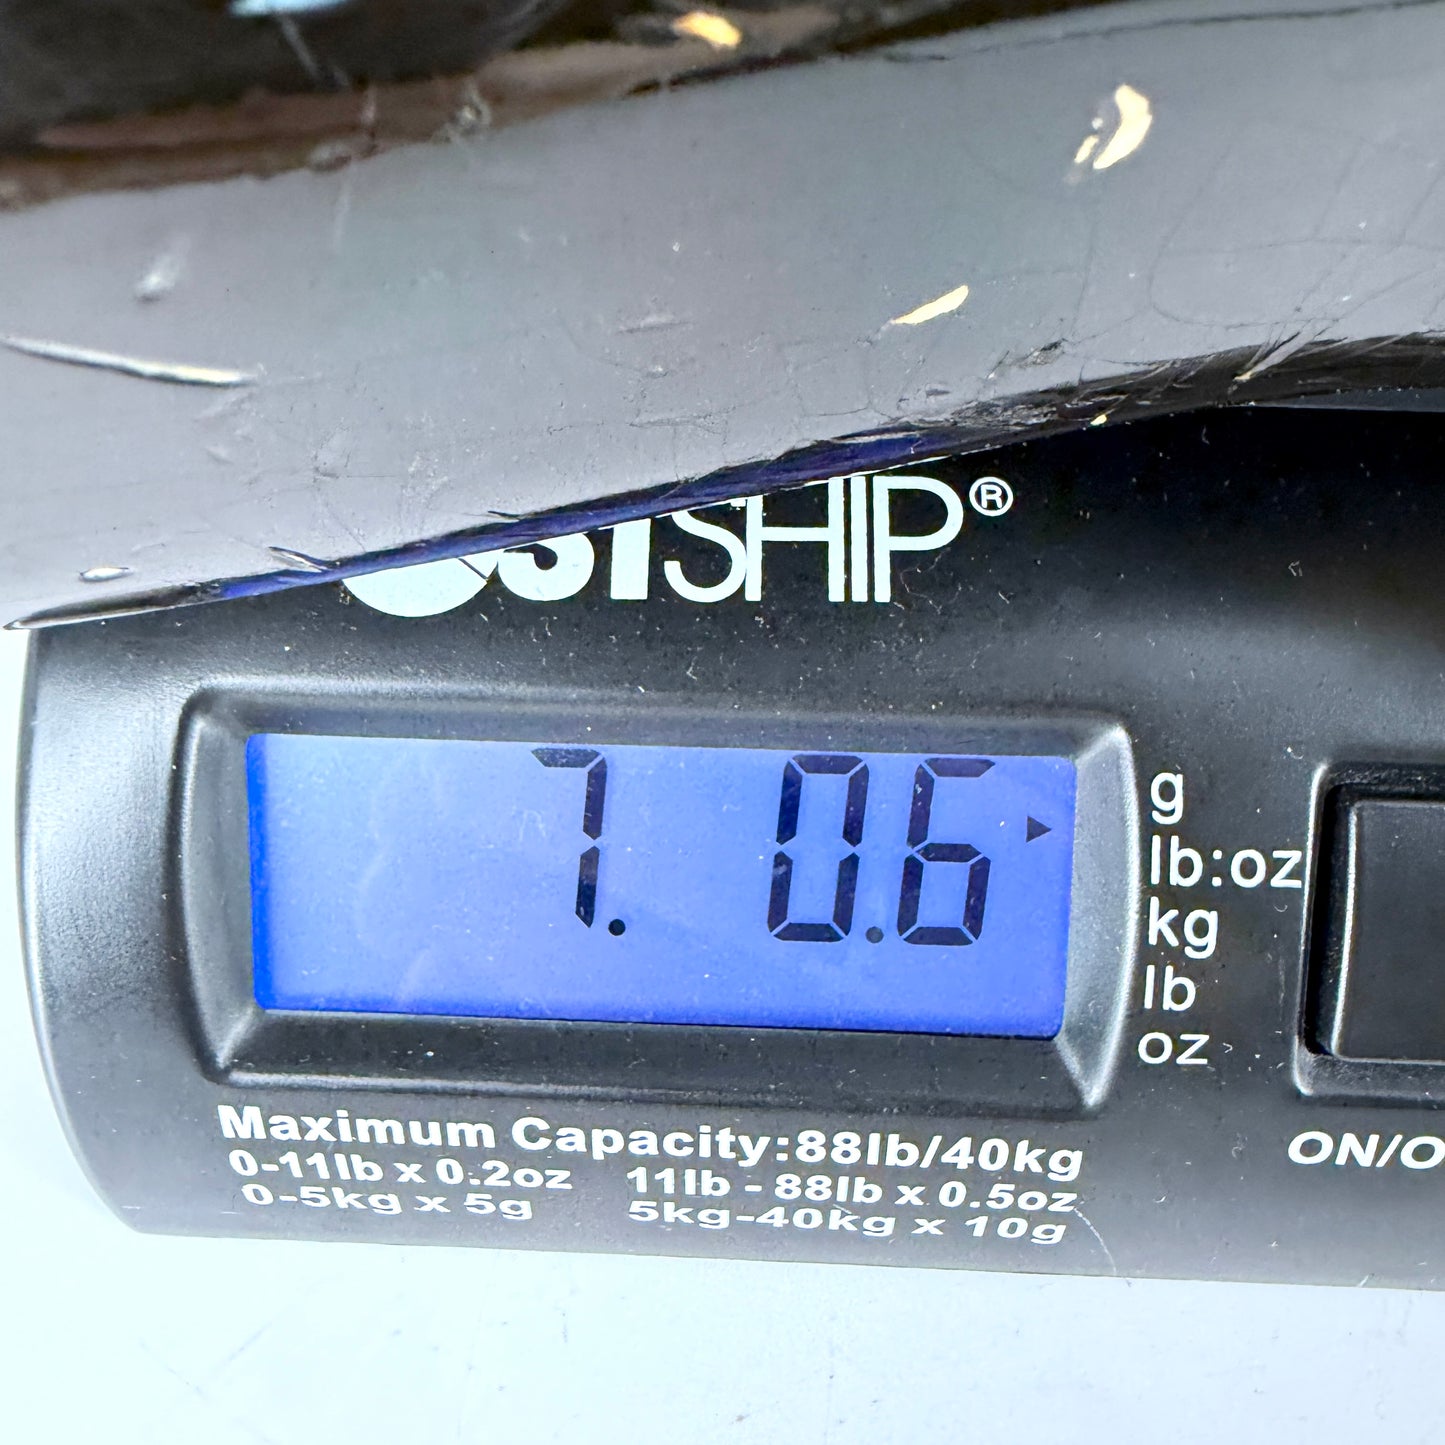 SHIP®
7. 0.6
g
lb:oz
kg
lb
oz
Maximum Capacity:88lb/40kg
0-11lb x 0.2oz 11lb - 88lb x 0.5oz
0-5kg x 5g 5kg-40kg x 10g
ON/O